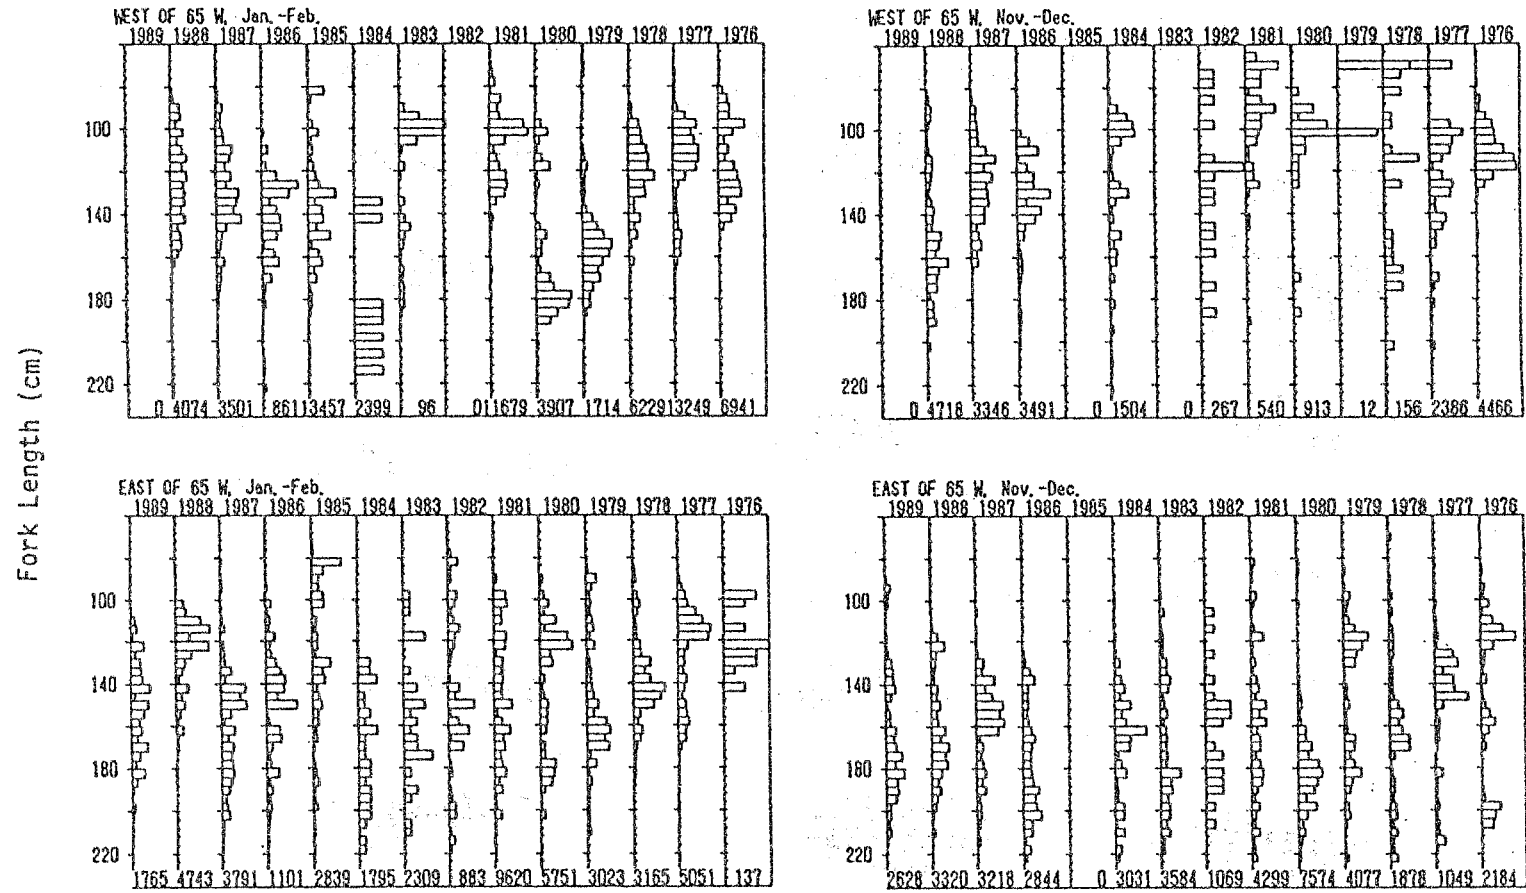 WEST OF 65 W, Jan.-Feb.
1989 1988 1987 1986 1985 1984 1983 1982 1981 1980 1979 1978 1977 1976
100
140
180
220
0 4074 3501 861 13457 2399 96 0 11679 3907 1714 6229 13249 6941
WEST OF 65 W, Nov.-Dec.
1989 1988 1987 1986 1985 1984 1983 1982 1981 1980 1979 1978 1977 1976
100
140
180
220
0 4718 3346 3491 0 1504 0 267 540 913 12 156 2386 4466
Fork Length (cm)
EAST OF 65 W, Jan.-Feb.
1989 1988 1987 1986 1985 1984 1983 1982 1981 1980 1979 1978 1977 1976
100
140
180
220
1765 4743 3791 1101 2839 1795 2309 883 9620 5751 3023 3165 5051 137
EAST OF 65 W, Nov.-Dec.
1989 1988 1987 1986 1985 1984 1983 1982 1981 1980 1979 1978 1977 1976
100
140
180
220
2628 3320 3218 2844 0 3031 3584 1069 4299 7574 4077 1878 1049 2184